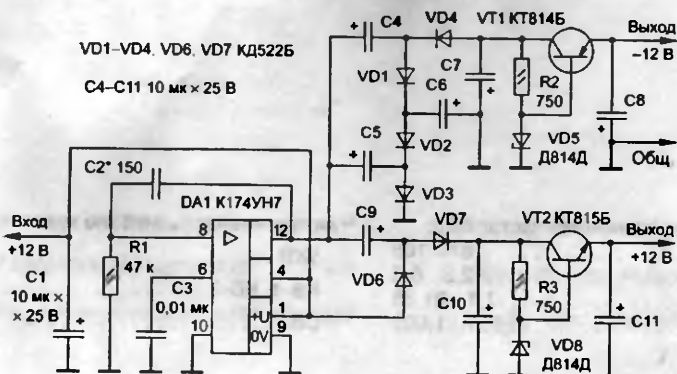 VD1–VD4, VD6, VD7 КД522Б
C4–C11 10 мк × 25 В
C4
VD4
VT1 КТ814Б
Выход
–12 В
VD1
C6
C7
R2
750
C8
C5
VD2
VD5
Д814Д
Общ
VD3
C2* 150
DA1 К174УН7
Вход
+12 В
8
12
C9
VD7
VT2 КТ815Б
Выход
+12 В
R1
47 к
6
C3
0,01 мк
4
VD6
C1
10 мк ×
× 25 В
10
1
+U
0V
9
C10
R3
750
C11
VD8
Д814Д